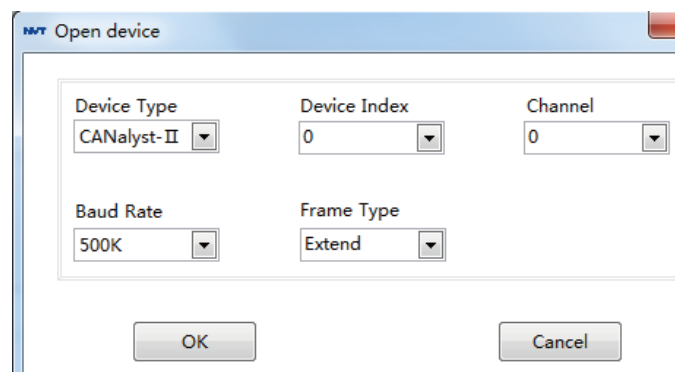 NVT Open device
Device Type Device Index Channel
CANalyst-Ⅱ 0 0
Baud Rate Frame Type
500K Extend
OK Cancel